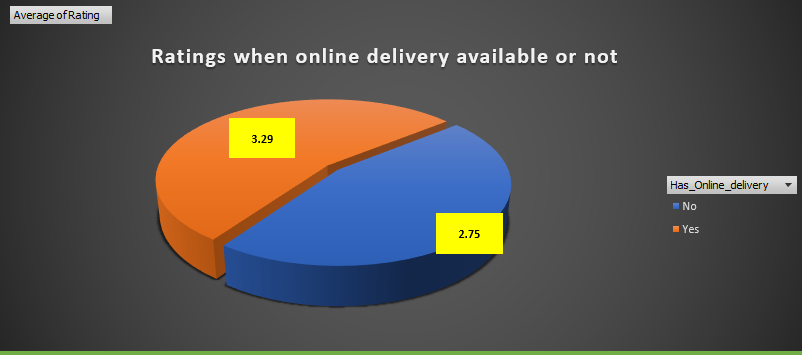 Average of Rating
Ratings when online delivery available or not
3.29
2.75
Has_Online_delivery
No
Yes